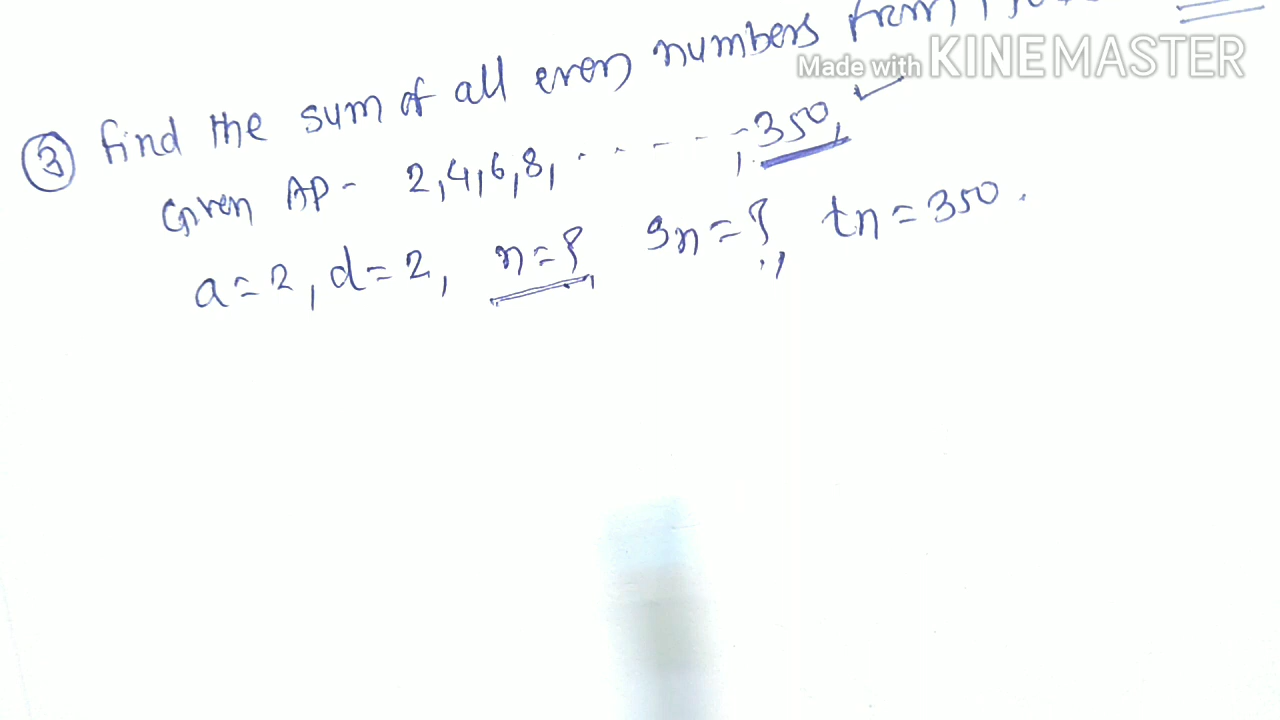 ③ find the sum of all even numbers from
Made with KINEMASTER
Given AP - 2,4,6,8, . . - - - , 350,
a=2, d=2, n=? Sn=?, tn=350.